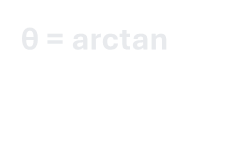 θ = arctan